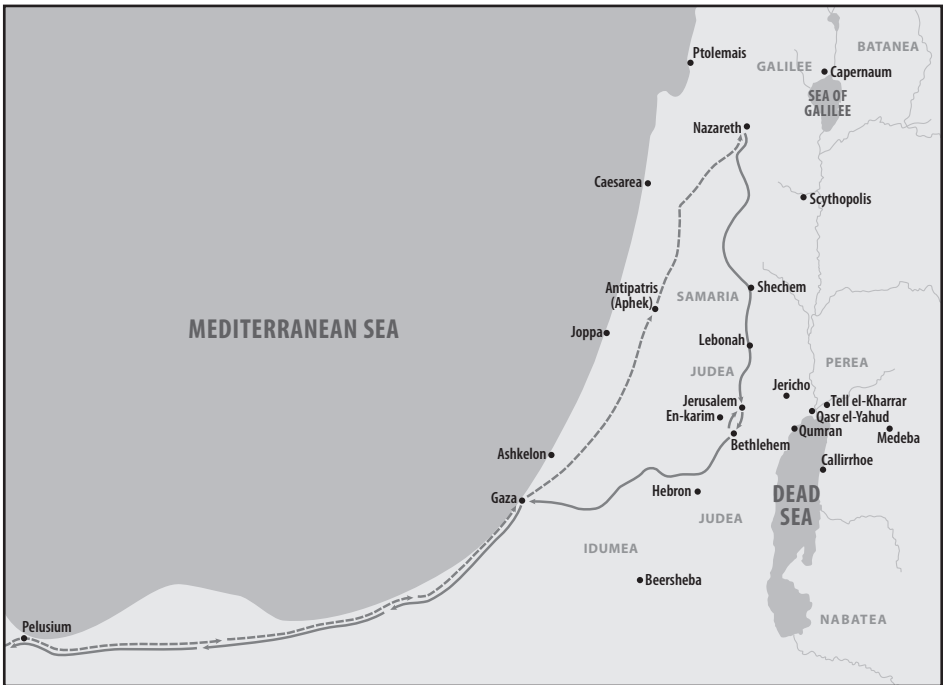 Ptolemais
BATANEA
GALILEE
Capernaum
SEA OF
GALILEE
Nazareth
Caesarea
Scythopolis
Antipatris
(Aphek)
SAMARIA
Shechem
MEDITERRANEAN SEA
Joppa
Lebonah
PEREA
JUDEA
Jericho
Jerusalem
Tell el-Kharrar
En-karim
Qasr el-Yahud
Qumran
Medeba
Bethlehem
Ashkelon
Callirrhoe
Gaza
Hebron
DEAD
SEA
JUDEA
IDUMEA
Beersheba
NABATEA
Pelusium